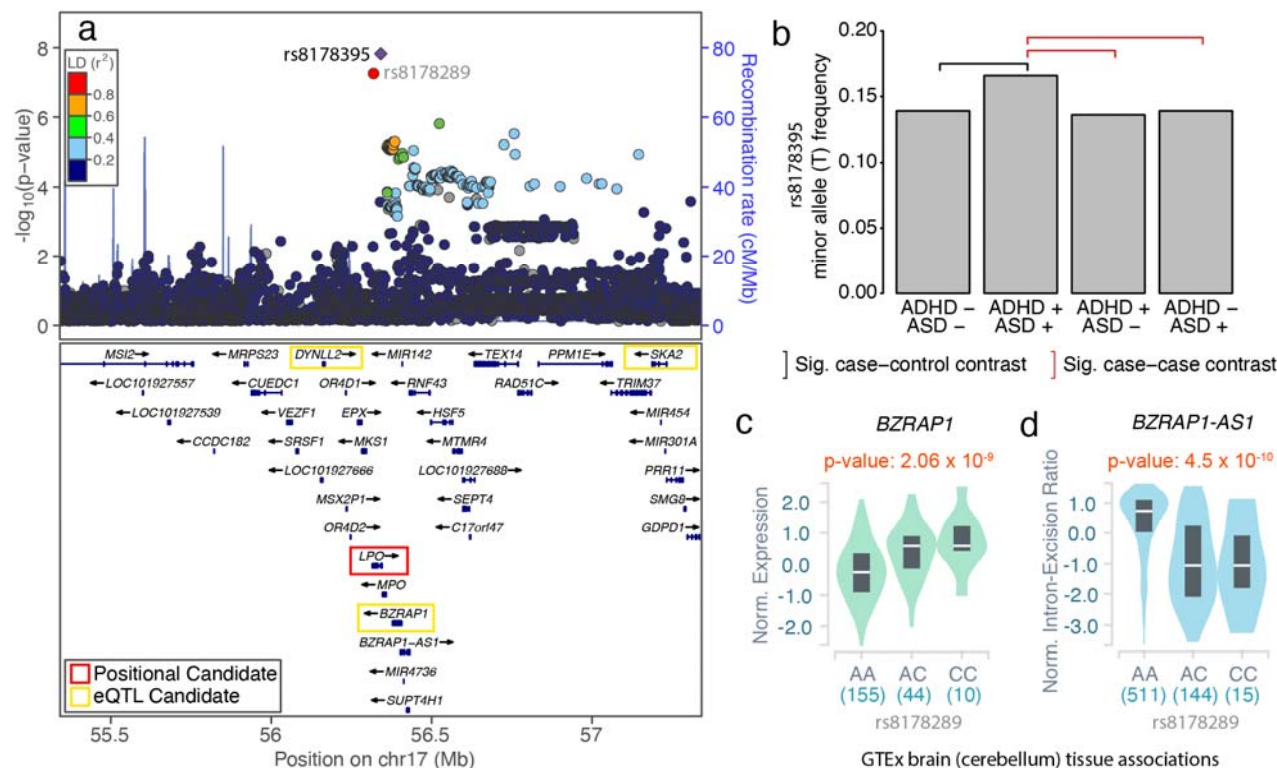 a
8
6
4
2
0
-log10(p-value)
LD (r²)
0.8
0.6
0.4
0.2
rs8178395
rs8178289
80
60
40
20
0
Recombination rate (cM/Mb)
MSI2→ ←MRPS23 DYNLL2→ ←MIR142 ←TEX14 PPM1E→ ←SKA2
←LOC101927557 ←CUEDC1 OR4D1→ ←RNF43 RAD51C→ ←TRIM37
←LOC101927539 ←VEZF1 EPX→ ←HSF5 ←MIR454
←CCDC182 ←SRSF1 ←MKS1 ←MTMR4 ←MIR301A
←LOC101927666 LOC101927688→ PRR11→
MSX2P1→ ←SEPT4 SMG8→
OR4D2→ ←C17orf47 GDPD1→
LPO→
←MPO
←BZRAP1
BZRAP1-AS1→
←MIR4736
←SUPT4H1
Positional Candidate
eQTL Candidate
55.5 56 56.5 57
Position on chr17 (Mb)
b
rs8178395
minor allele (T) frequency
0.20
0.15
0.10
0.05
0.00
ADHD – ADHD + ADHD + ADHD –
ASD – ASD + ASD – ASD +
Sig. case–control contrast Sig. case–case contrast
c
BZRAP1
p-value: 2.06 x 10⁻⁹
Norm. Expression
2.0
1.0
0.0
-1.0
-2.0
AA AC CC
(155) (44) (10)
rs8178289
d
BZRAP1-AS1
p-value: 4.5 x 10⁻¹⁰
Norm. Intron-Excision Ratio
1.0
0.0
-1.0
-2.0
-3.0
AA AC CC
(511) (144) (15)
rs8178289
GTEx brain (cerebellum) tissue associations